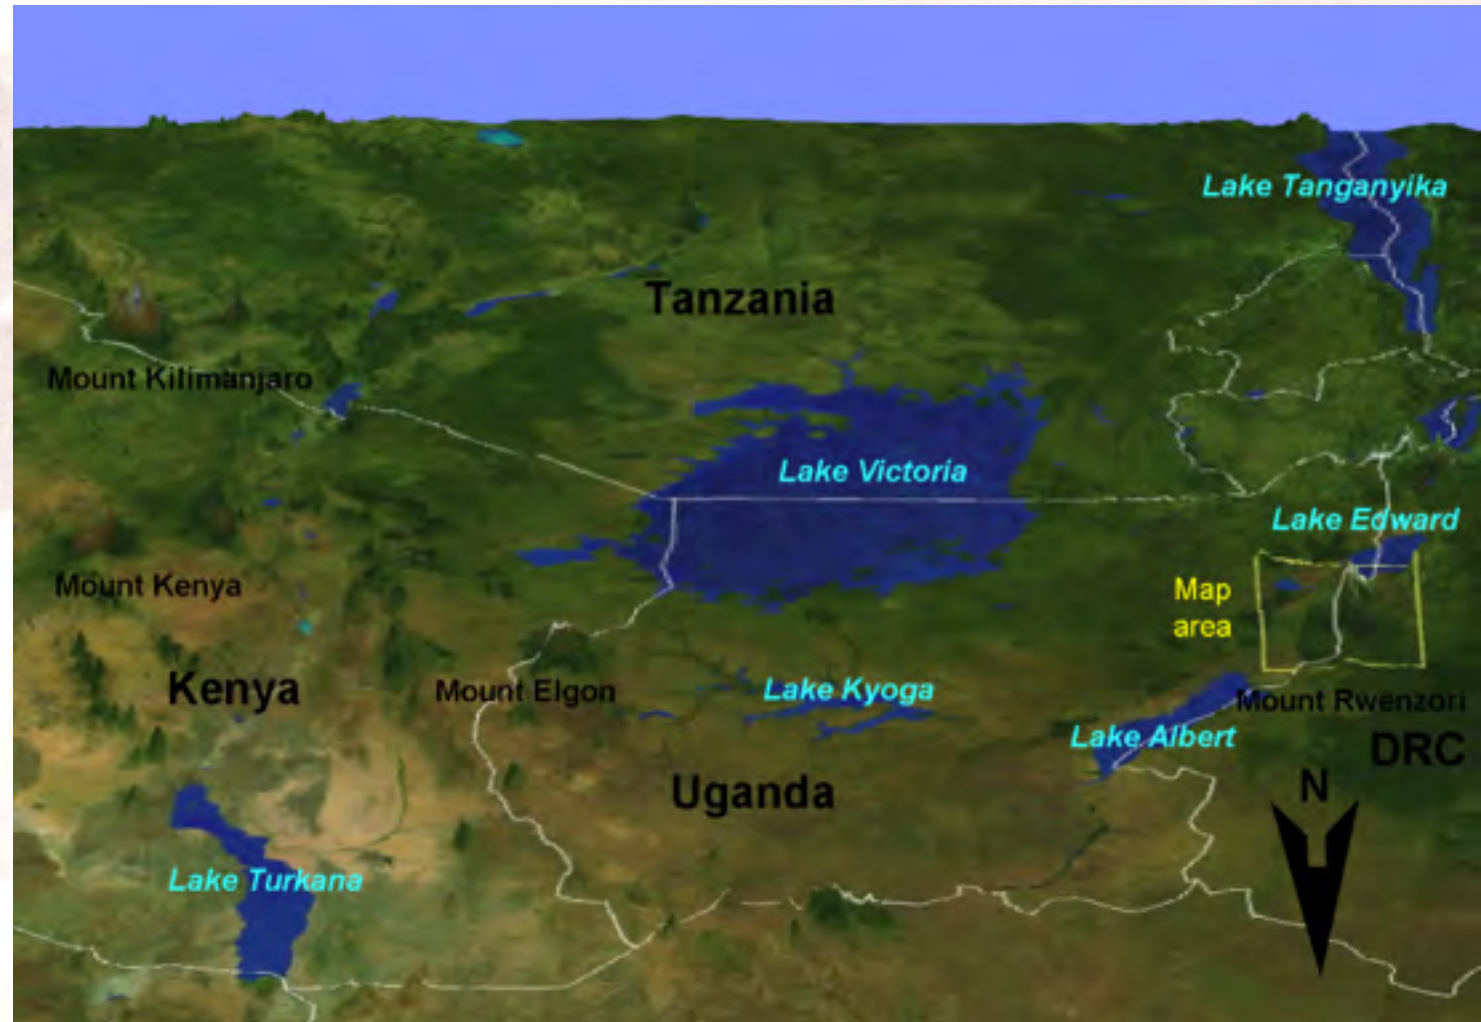 Lake Tanganyika
Tanzania
Mount Kilimanjaro
Lake Victoria
Lake Edward
Mount Kenya
Map
area
Kenya
Mount Elgon
Lake Kyoga
Mount Rwenzori
Lake Albert
DRC
Uganda
N
Lake Turkana